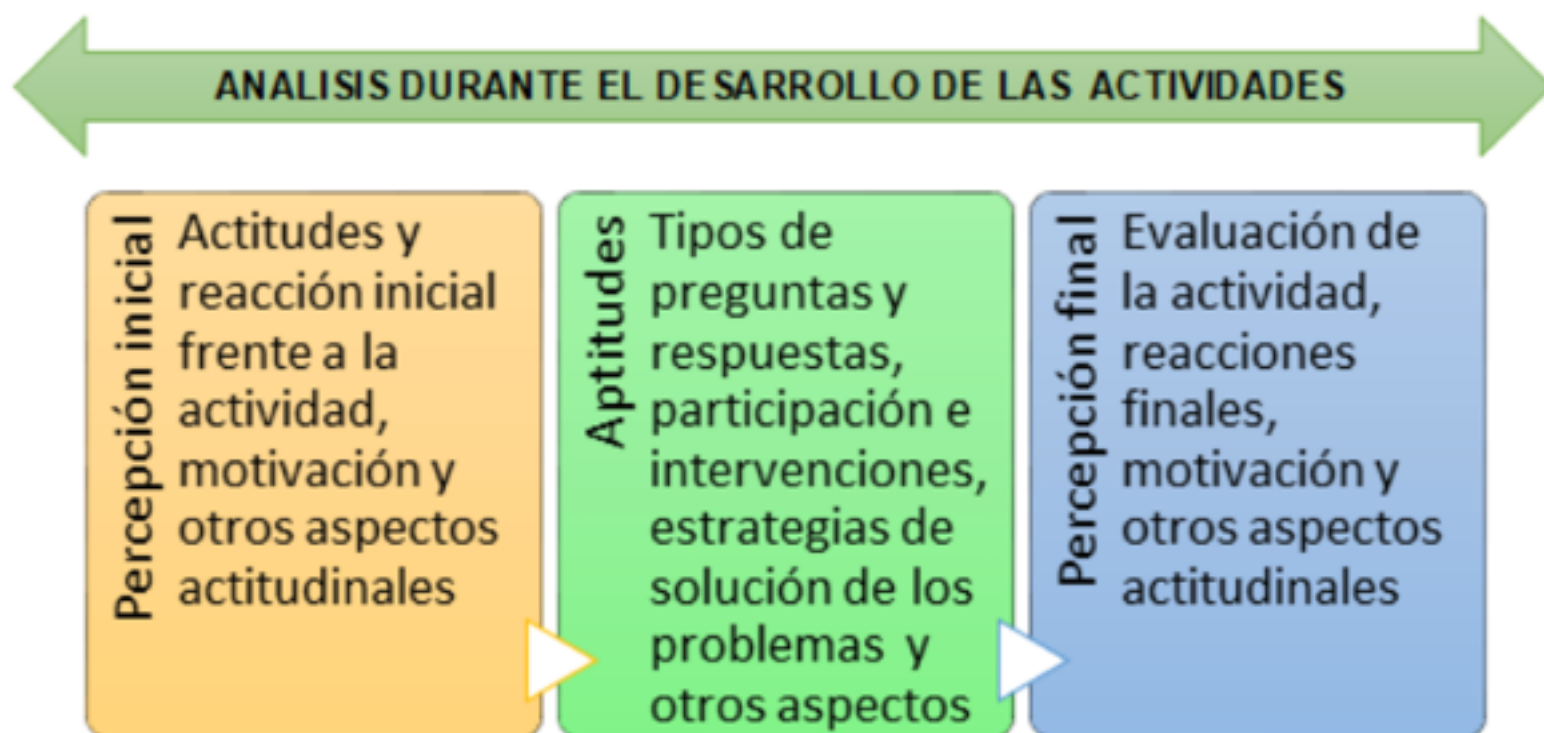 ANALISIS DURANTE EL DESARROLLO DE LAS ACTIVIDADES
Percepción inicial
Actitudes y
reacción inicial
frente a la
actividad,
motivación y
otros aspectos
actitudinales
Aptitudes
Tipos de
preguntas y
respuestas,
participación e
intervenciones,
estrategias de
solución de los
problemas y
otros aspectos
Percepción final
Evaluación de
la actividad,
reacciones
finales,
motivación y
otros aspectos
actitudinales